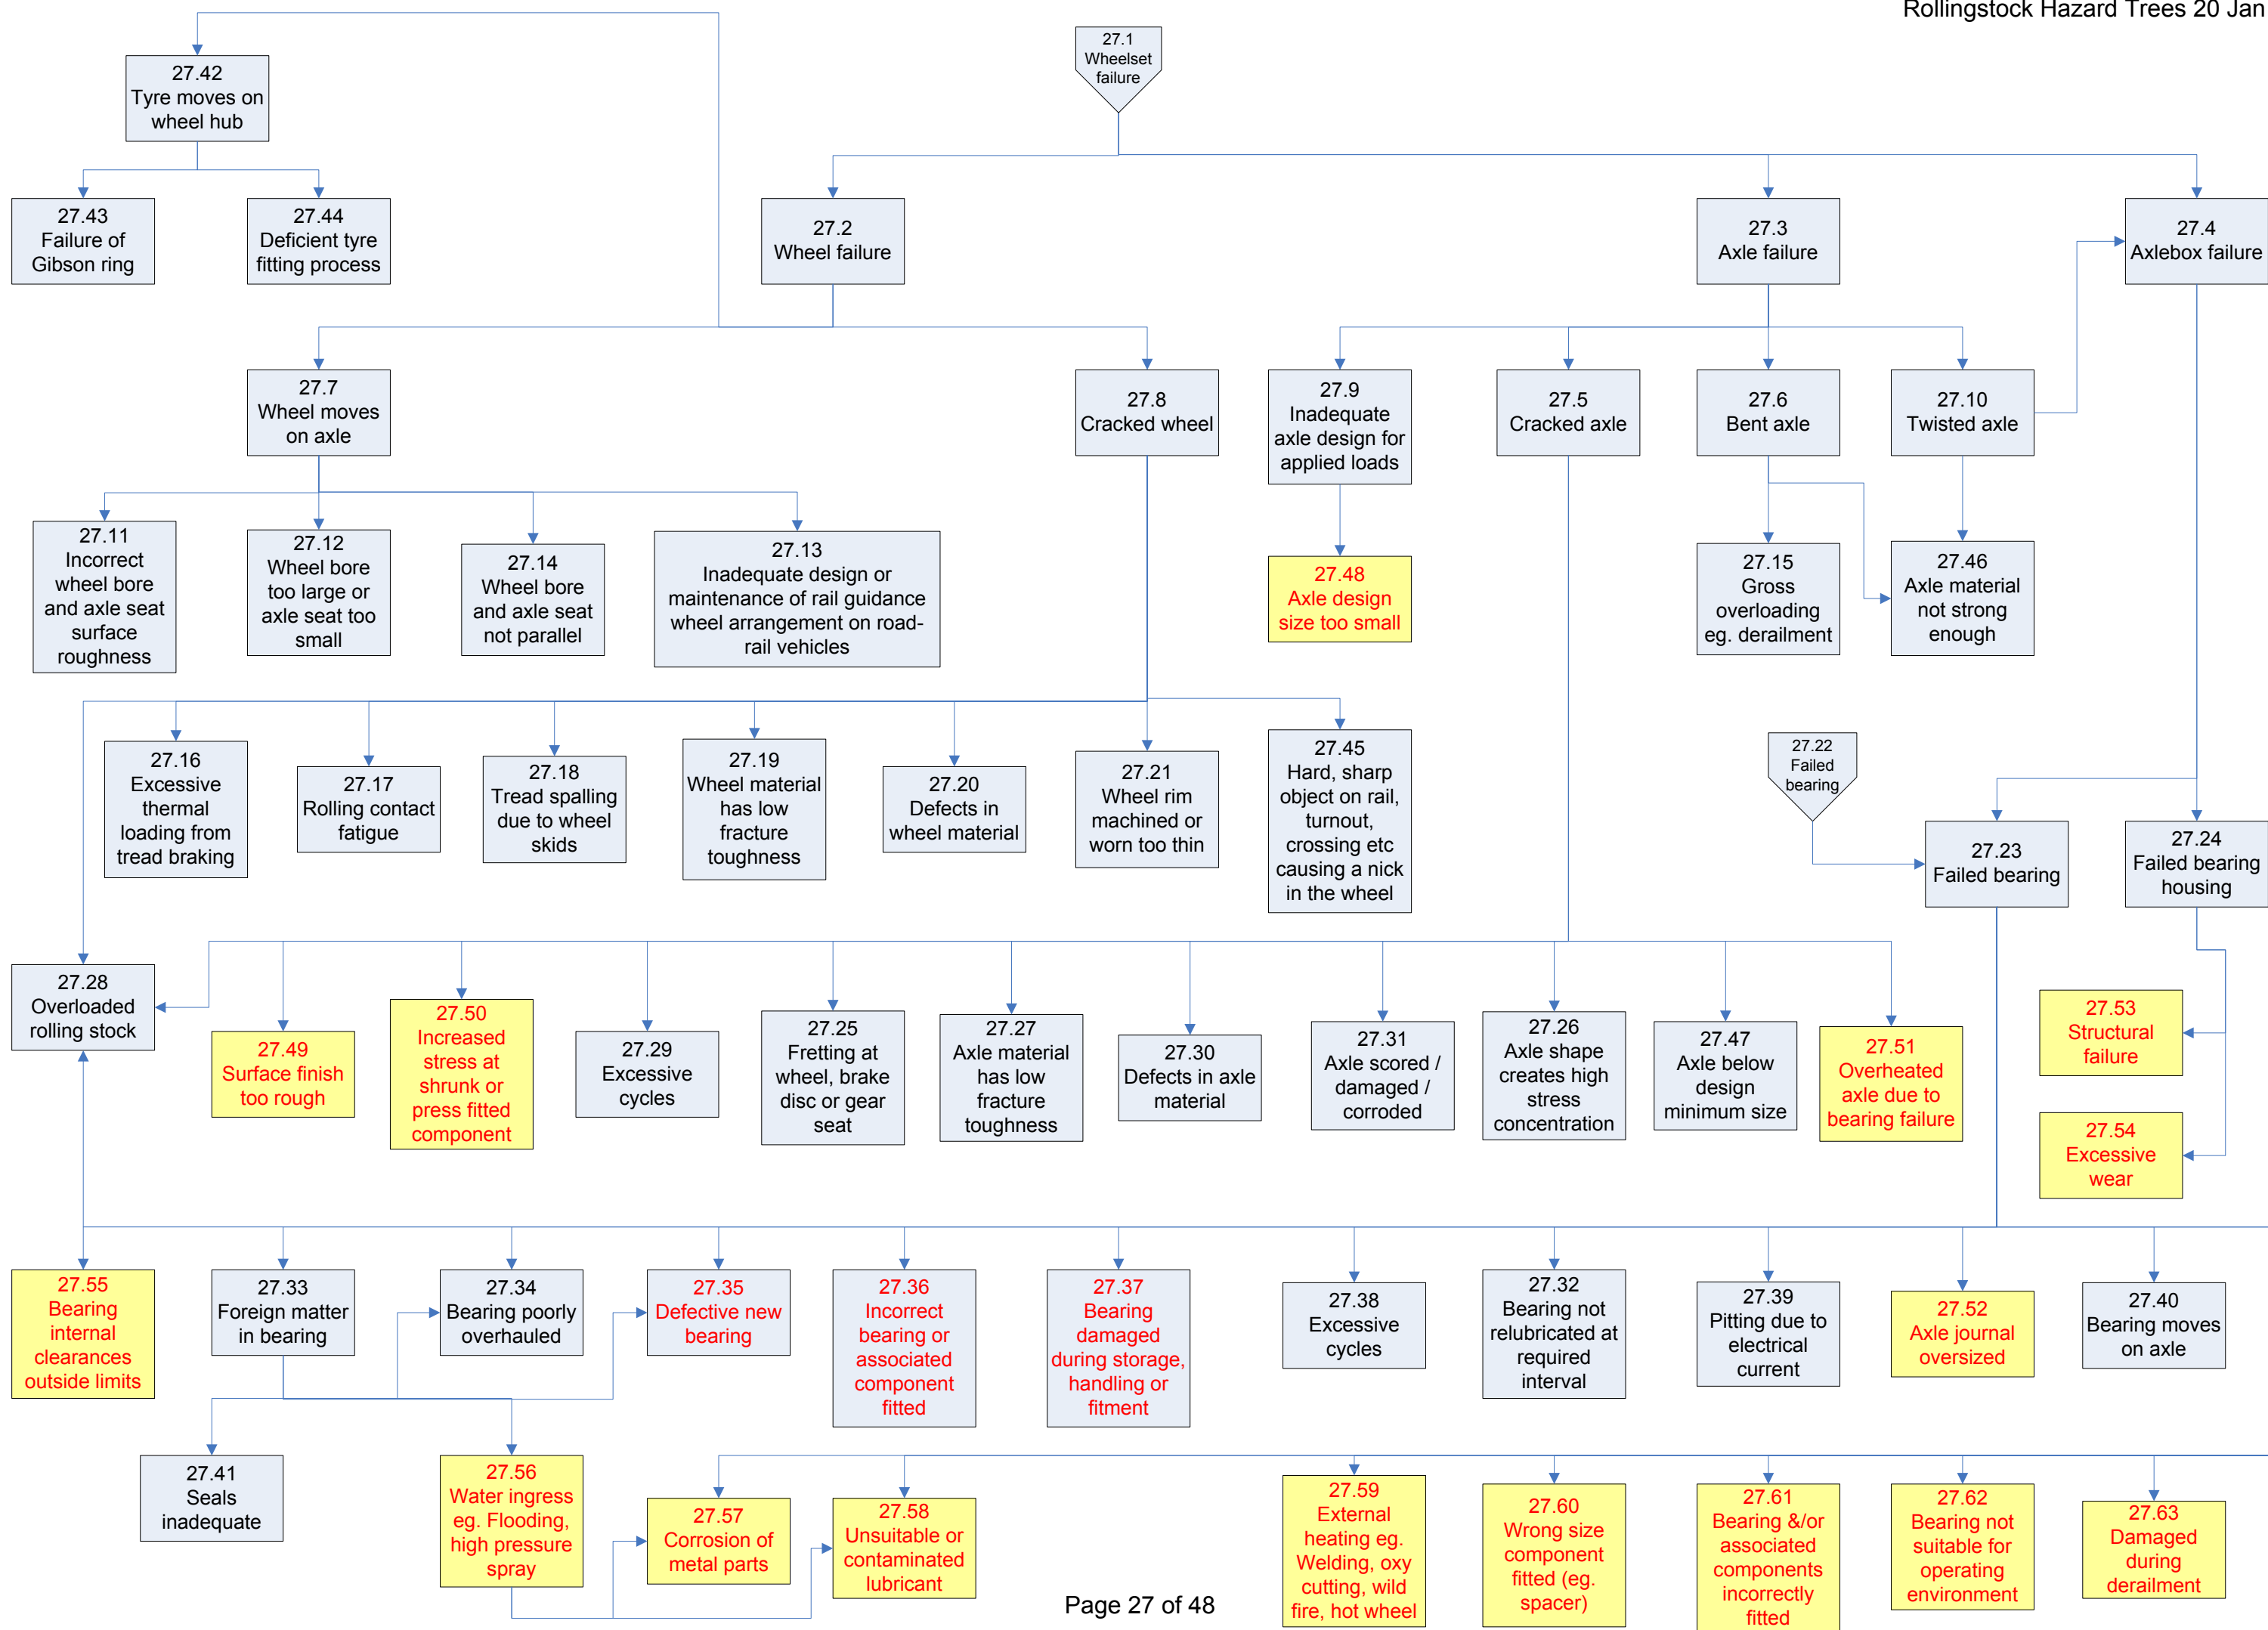 Rollingstock Hazard Trees 20 Jan
27.1
Wheelset
failure
27.42
Tyre moves on
wheel hub
27.43
Failure of
Gibson ring
27.44
Deficient tyre
fitting process
27.2
Wheel failure
27.3
Axle failure
27.4
Axlebox failure
27.7
Wheel moves
on axle
27.8
Cracked wheel
27.9
Inadequate
axle design for
applied loads
27.5
Cracked axle
27.6
Bent axle
27.10
Twisted axle
27.11
Incorrect
wheel bore
and axle seat
surface
roughness
27.12
Wheel bore
too large or
axle seat too
small
27.14
Wheel bore
and axle seat
not parallel
27.13
Inadequate design or
maintenance of rail guidance
wheel arrangement on road-
rail vehicles
27.48
Axle design
size too small
27.15
Gross
overloading
eg. derailment
27.46
Axle material
not strong
enough
27.16
Excessive
thermal
loading from
tread braking
27.17
Rolling contact
fatigue
27.18
Tread spalling
due to wheel
skids
27.19
Wheel material
has low
fracture
toughness
27.20
Defects in
wheel material
27.21
Wheel rim
machined or
worn too thin
27.45
Hard, sharp
object on rail,
turnout,
crossing etc
causing a nick
in the wheel
27.22
Failed
bearing
27.23
Failed bearing
27.24
Failed bearing
housing
27.28
Overloaded
rolling stock
27.49
Surface finish
too rough
27.50
Increased
stress at
shrunk or
press fitted
component
27.29
Excessive
cycles
27.25
Fretting at
wheel, brake
disc or gear
seat
27.27
Axle material
has low
fracture
toughness
27.30
Defects in axle
material
27.31
Axle scored /
damaged /
corroded
27.26
Axle shape
creates high
stress
concentration
27.47
Axle below
design
minimum size
27.51
Overheated
axle due to
bearing failure
27.53
Structural
failure
27.54
Excessive
wear
27.55
Bearing
internal
clearances
outside limits
27.33
Foreign matter
in bearing
27.34
Bearing poorly
overhauled
27.35
Defective new
bearing
27.36
Incorrect
bearing or
associated
component
fitted
27.37
Bearing
damaged
during storage,
handling or
fitment
27.38
Excessive
cycles
27.32
Bearing not
relubricated at
required
interval
27.39
Pitting due to
electrical
current
27.52
Axle journal
oversized
27.40
Bearing moves
on axle
27.41
Seals
inadequate
27.56
Water ingress
eg. Flooding,
high pressure
spray
27.57
Corrosion of
metal parts
27.58
Unsuitable or
contaminated
lubricant
27.59
External
heating eg.
Welding, oxy
cutting, wild
fire, hot wheel
27.60
Wrong size
component
fitted (eg.
spacer)
27.61
Bearing &/or
associated
components
incorrectly
fitted
27.62
Bearing not
suitable for
operating
environment
27.63
Damaged
during
derailment
Page 27 of 48